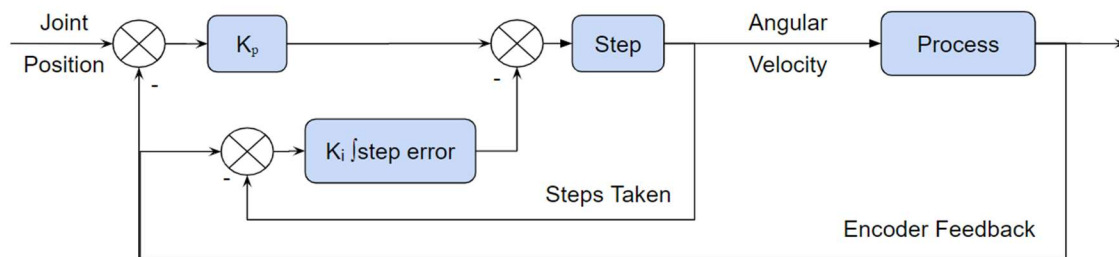 Joint
Position
-
Kₚ
-
Step
Angular
Velocity
Process
-
Kᵢ ∫step error
Steps Taken
Encoder Feedback